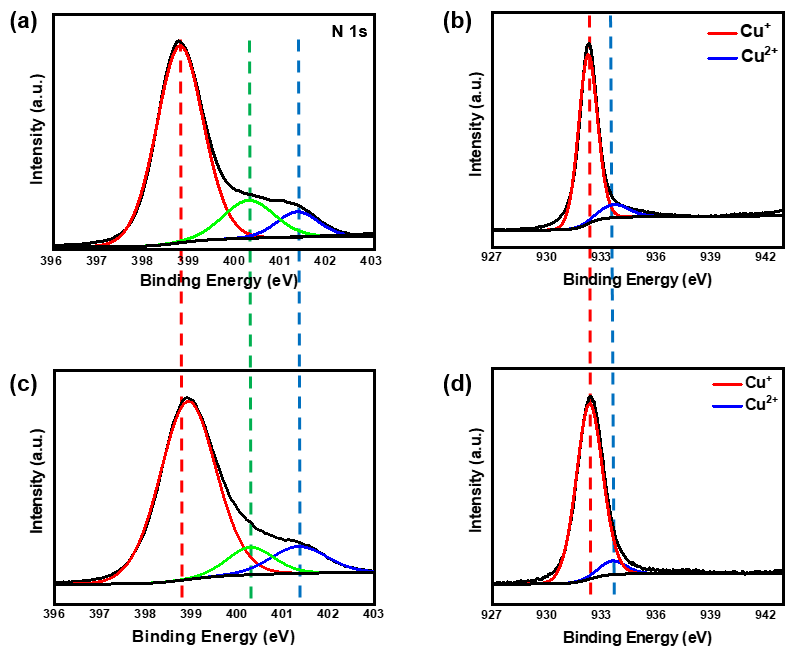 (a)
N 1s
Intensity (a.u.)
396 397 398 399 400 401 402 403
Binding Energy (eV)
(b)
Cu+
Cu2+
Intensity (a.u.)
927 930 933 936 939 942
Binding Energy (eV)
(c)
Intensity (a.u.)
396 397 398 399 400 401 402 403
Binding Energy (eV)
(d)
Cu+
Cu2+
Intensity (a.u.)
927 930 933 936 939 942
Binding Energy (eV)